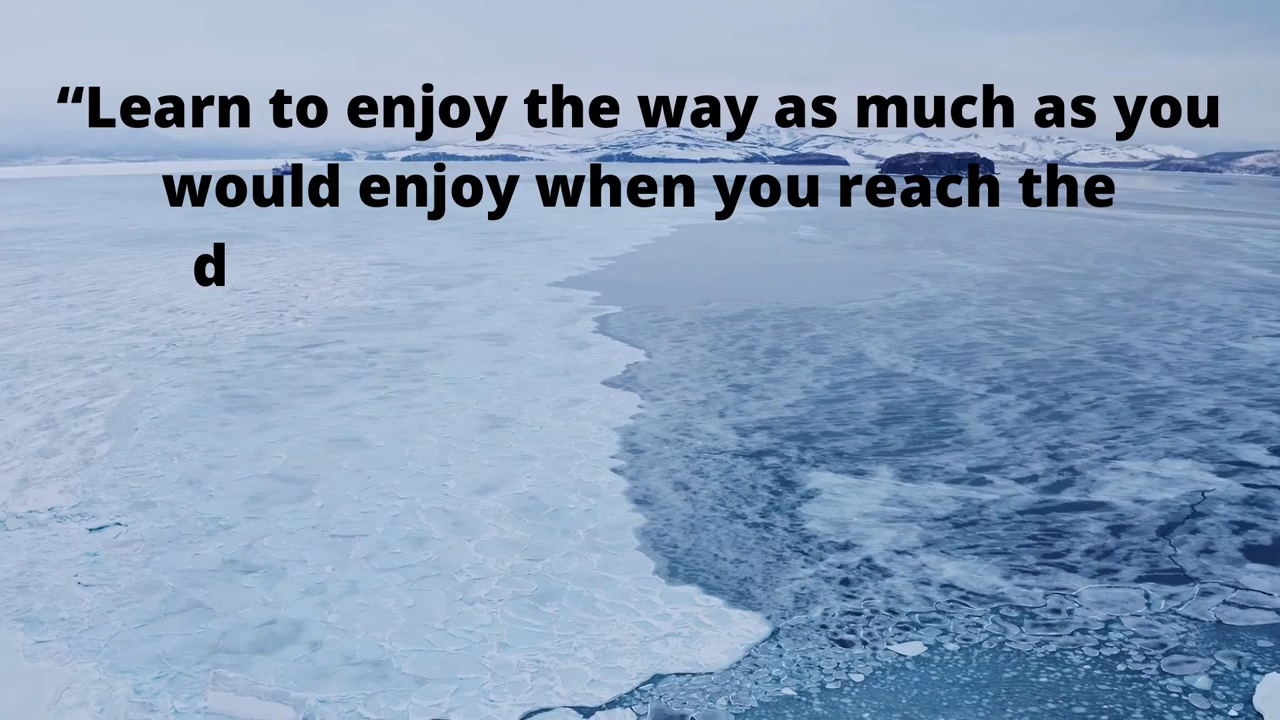 “Learn to enjoy the way as much as you
would enjoy when you reach the
d